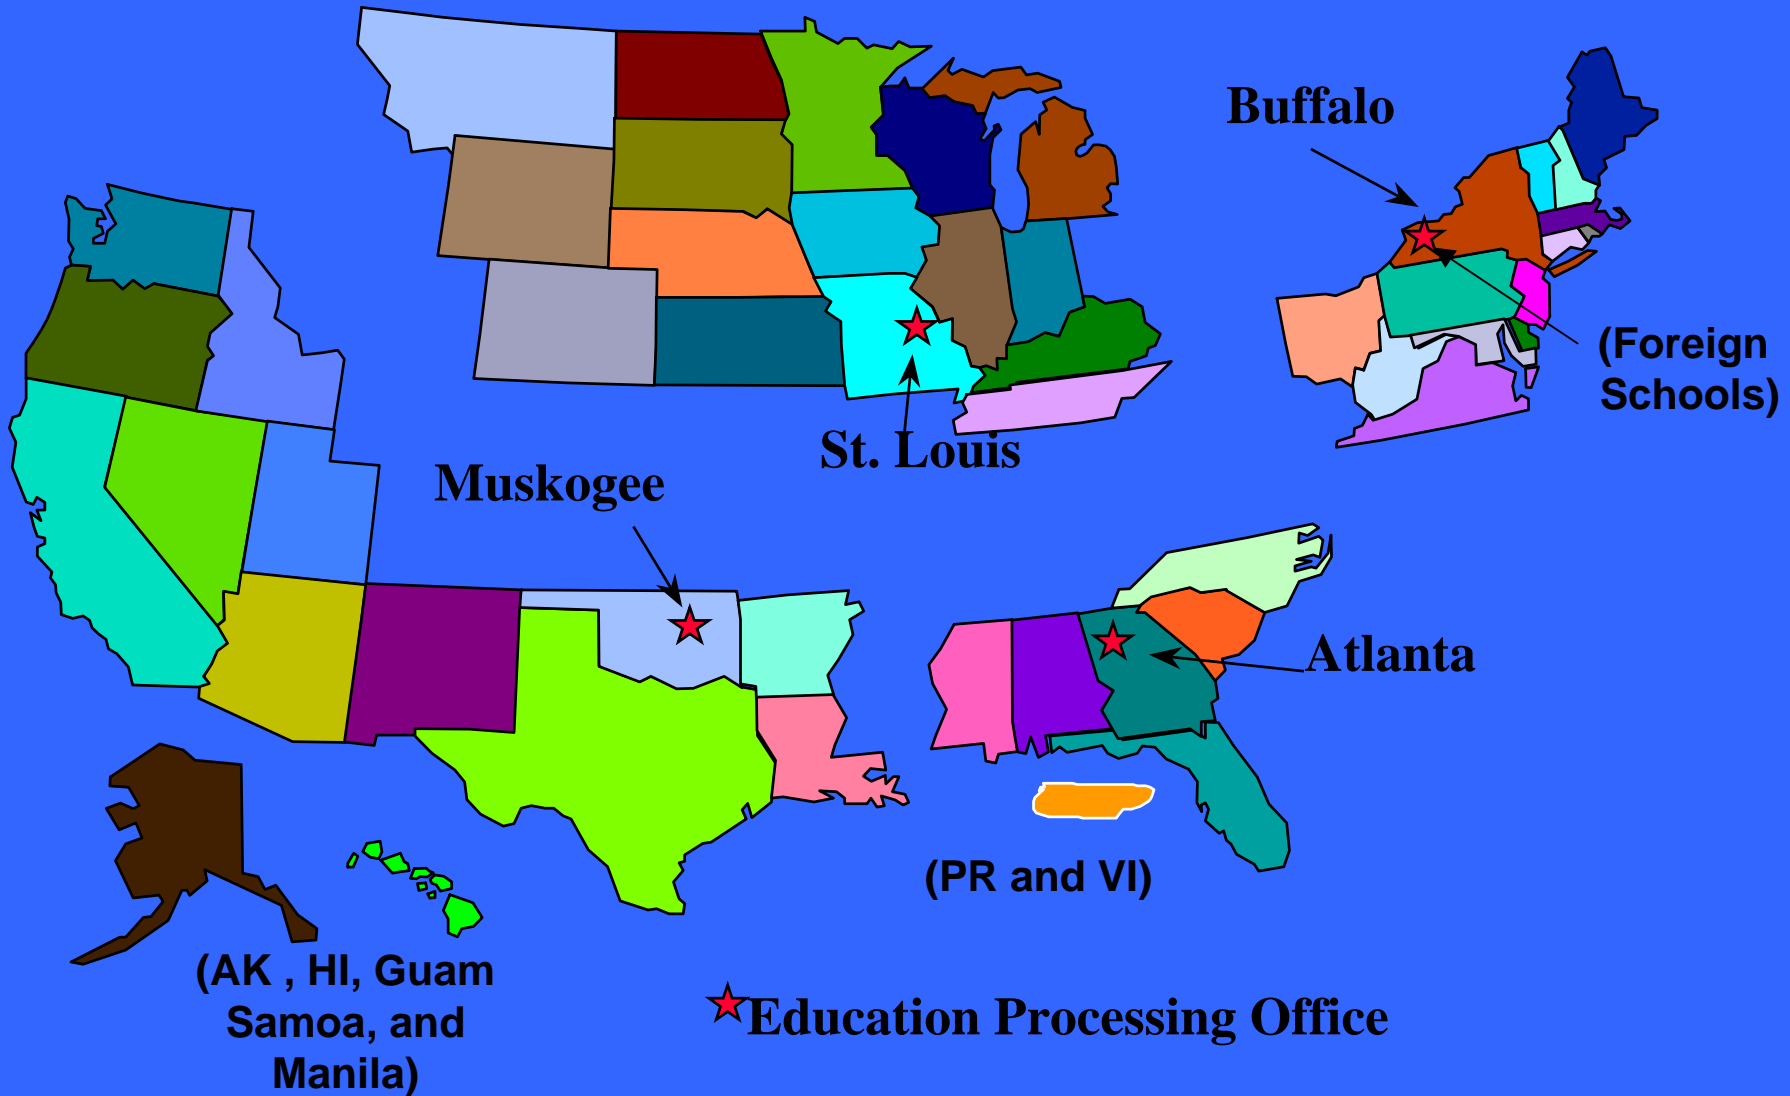 Buffalo
(Foreign
Schools)
St. Louis
Muskogee
Atlanta
(PR and VI)
(AK , HI, Guam
Samoa, and
Manila)
Education Processing Office